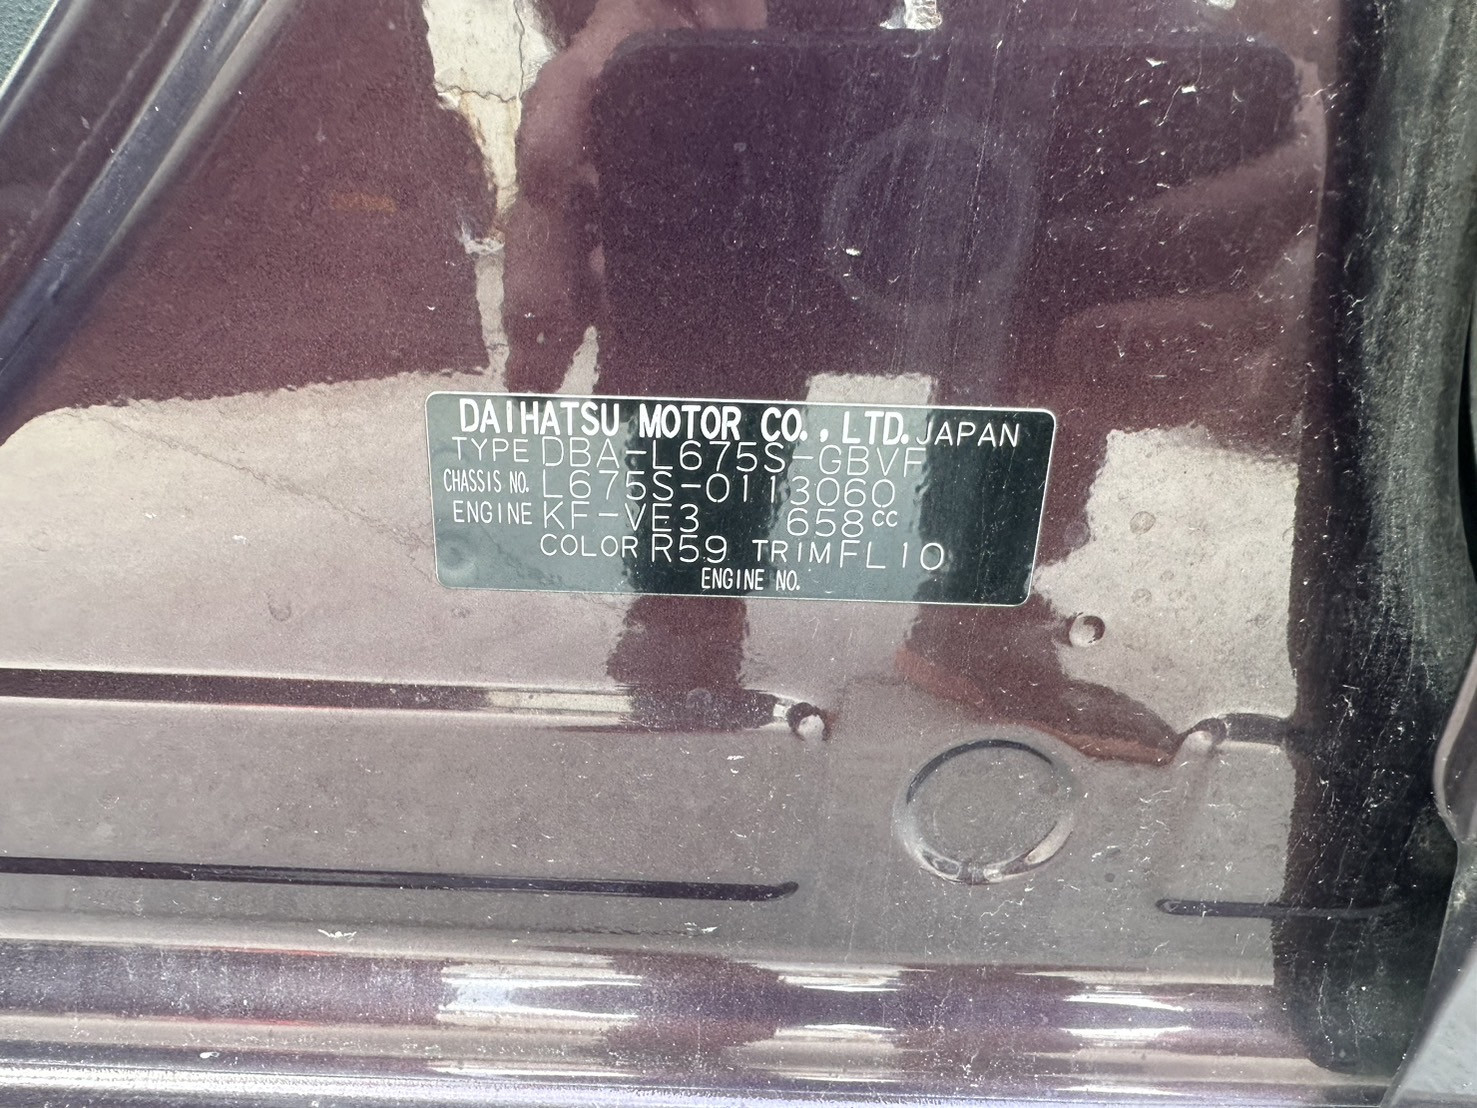 DAIHATSU MOTOR CO., LTD. JAPAN
TYPE DBA-L675S-GBVF
CHASSIS NO. L675S-0113060
ENGINE KF-VE3 658cc
COLOR R59 TRIM FL10
ENGINE NO.